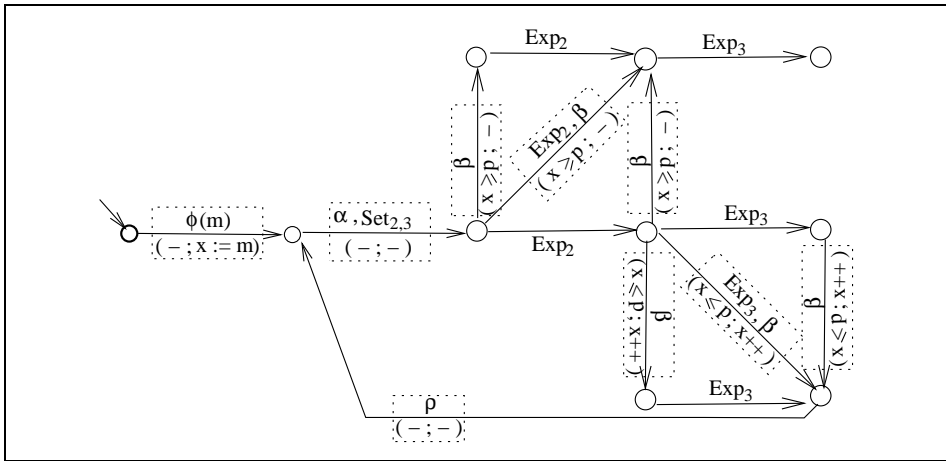 Exp₂
Exp₃
β
(x ⩾ p ; –)
Exp₂, β
(x ⩾ p ; –)
β
(x ⩾ p ; –)
ϕ(m)
(– ; x := m)
α , Set₂,₃
(– ; –)
Exp₂
Exp₃
β
(x ⩽ p ; x++)
Exp₃, β
(x ⩽ p ; x++)
β
(x ⩽ p ; x++)
Exp₃
ρ
(– ; –)